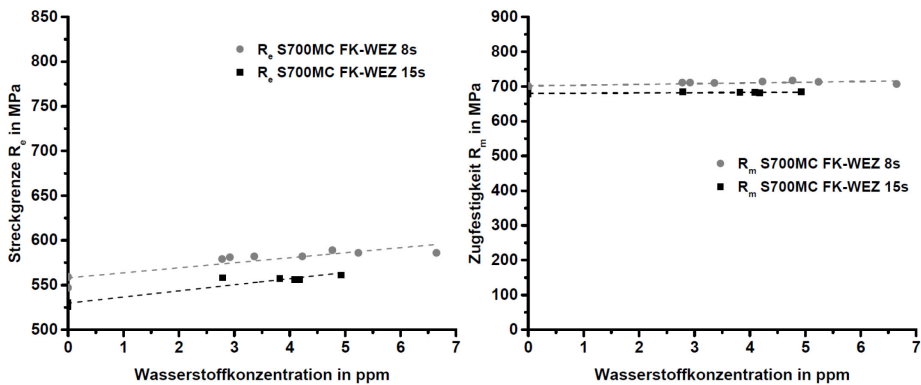 850
800
750
700
650
600
550
500
Streckgrenze Re in MPa
Re S700MC FK-WEZ 8s
Re S700MC FK-WEZ 15s
0 1 2 3 4 5 6 7
Wasserstoffkonzentration in ppm
900
800
700
600
500
400
300
200
100
0
Zugfestigkeit Rm in MPa
Rm S700MC FK-WEZ 8s
Rm S700MC FK-WEZ 15s
0 1 2 3 4 5 6 7
Wasserstoffkonzentration in ppm